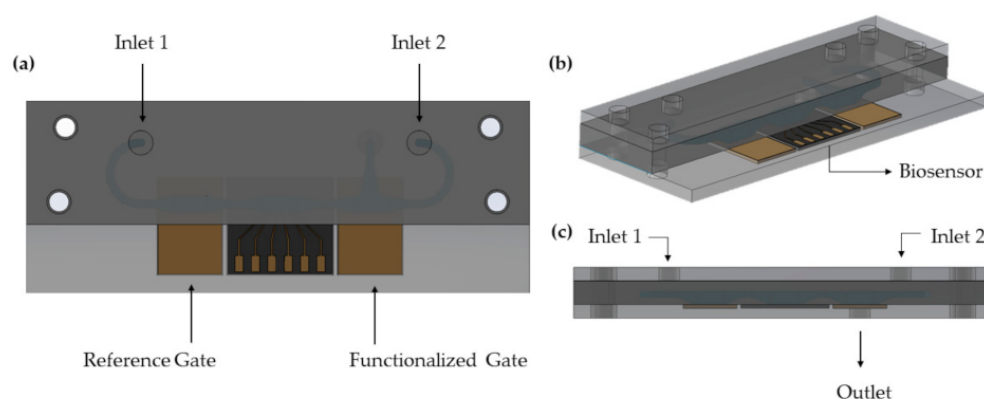 Inlet 1
Inlet 2
(a)
Reference Gate
Functionalized Gate
(b)
Biosensor
(c)
Inlet 1
Inlet 2
Outlet